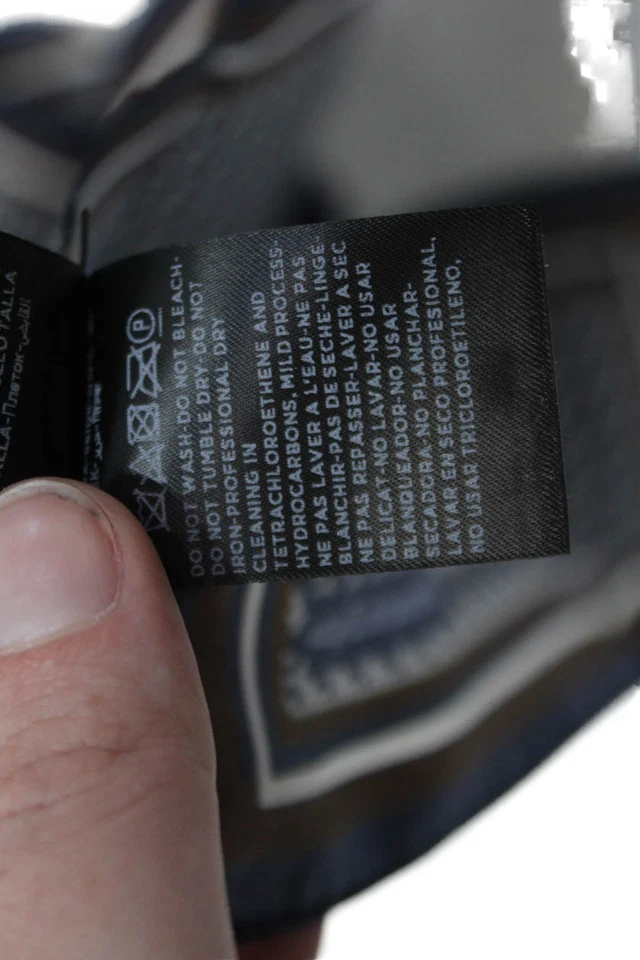 DO NOT WASH-DO NOT BLEACH-
DO NOT TUMBLE DRY-DO NOT
IRON-PROFESSIONAL DRY
CLEANING IN
TETRACHLOROETHENE AND
HYDROCARBONS, MILD PROCESS-
NE PAS LAVER A L'EAU-NE PAS
BLANCHIR-PAS DE SECHE-LINGE-
NE PAS REPASSER-LAVER A SEC
DELICAT-NO LAVAR-NO USAR
BLANQUEADOR-NO USAR
SECADORA-NO PLANCHAR-
LAVAR EN SECO PROFESIONAL,
NO USAR TRICLOROETILENO,
TALLA
Платок
P